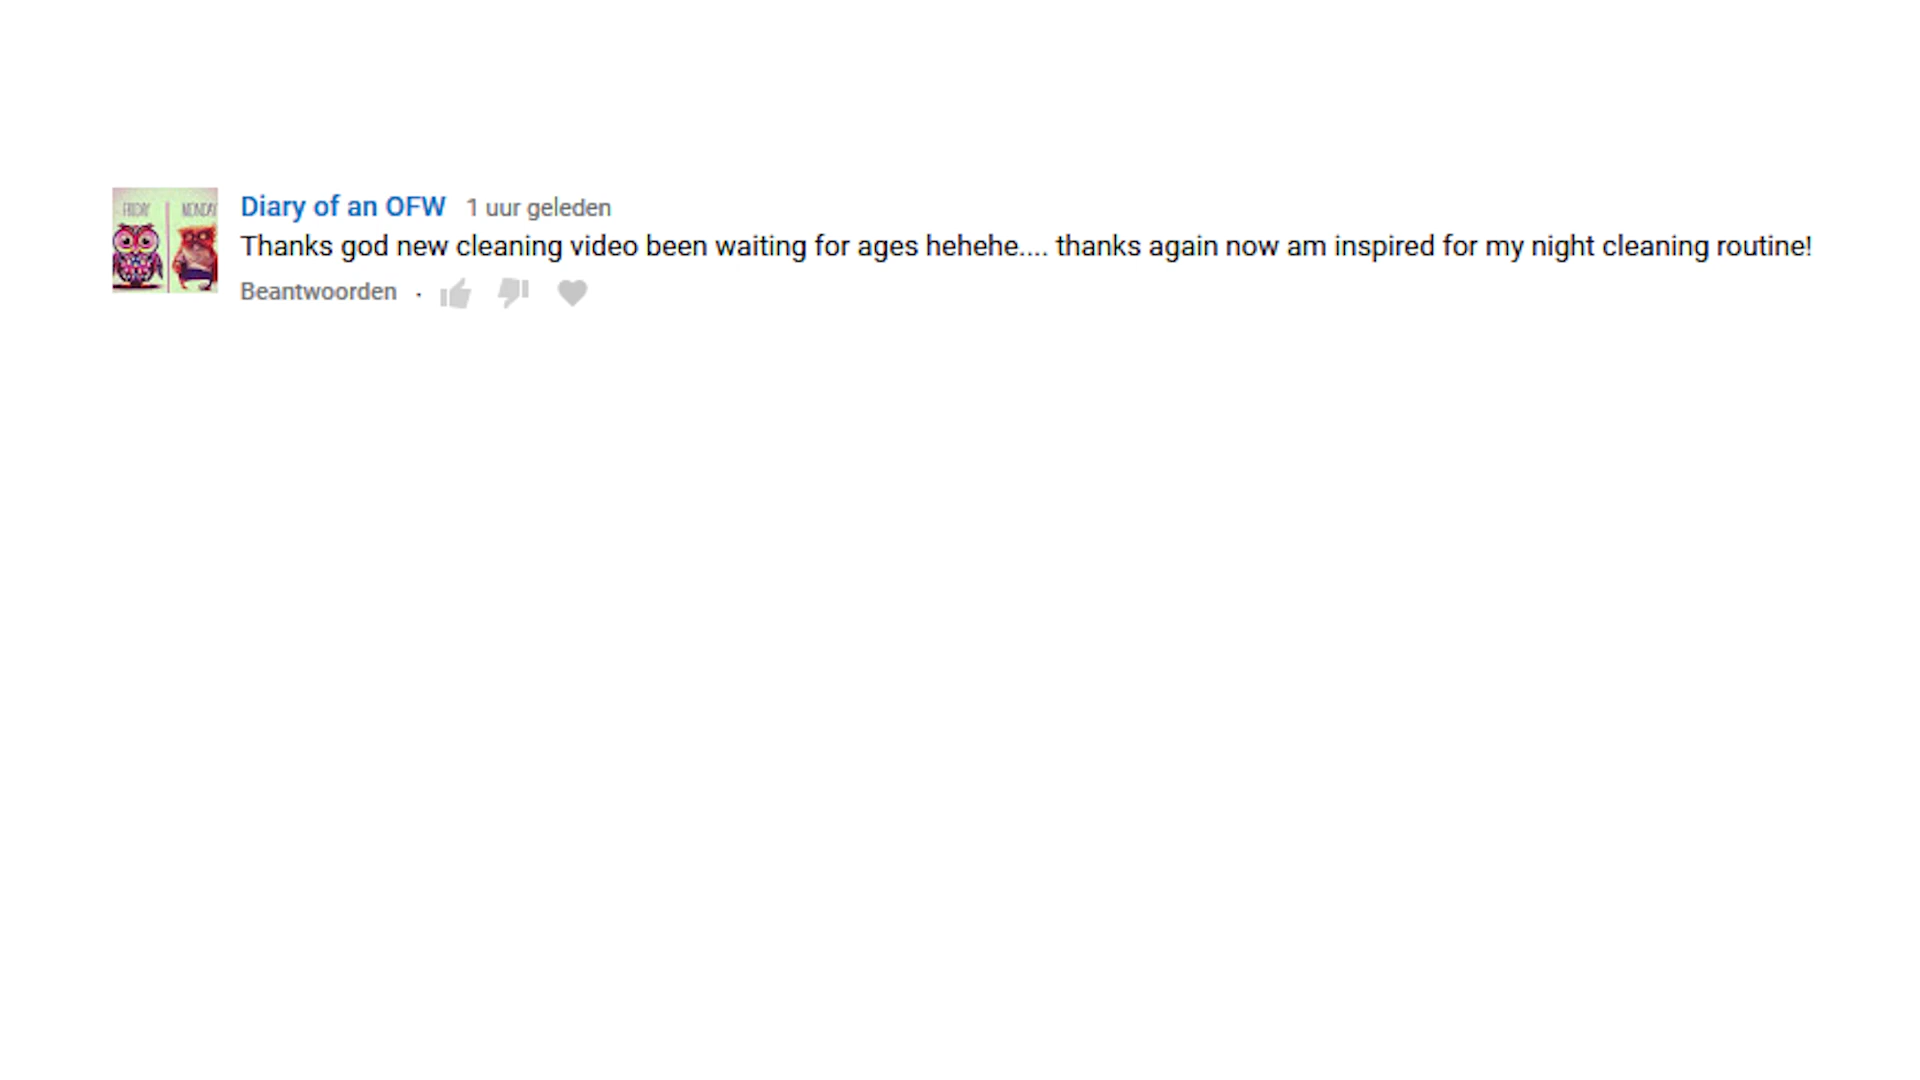 FRIDAY MONDAY
Diary of an OFW 1 uur geleden
Thanks god new cleaning video been waiting for ages hehehe.... thanks again now am inspired for my night cleaning routine!
Beantwoorden ·